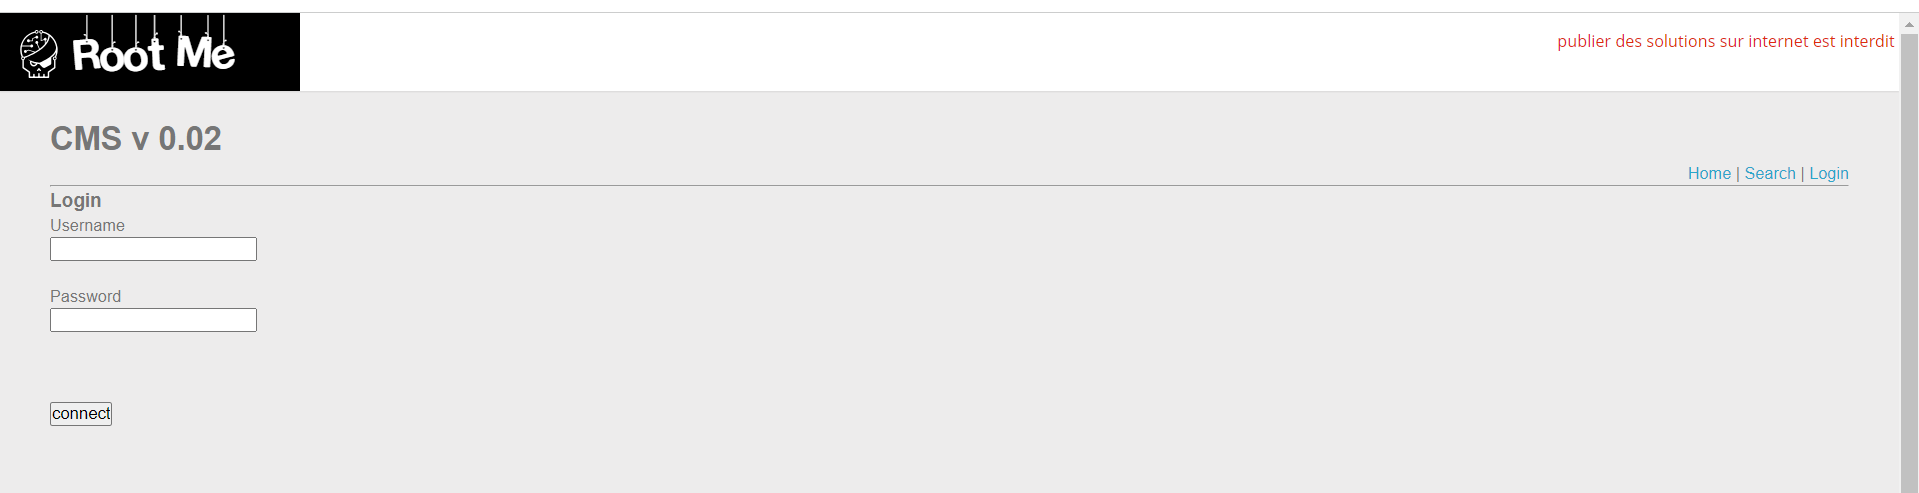 Root Me
publier des solutions sur internet est interdit
CMS v 0.02
Home | Search | Login
Login
Username
Password
connect